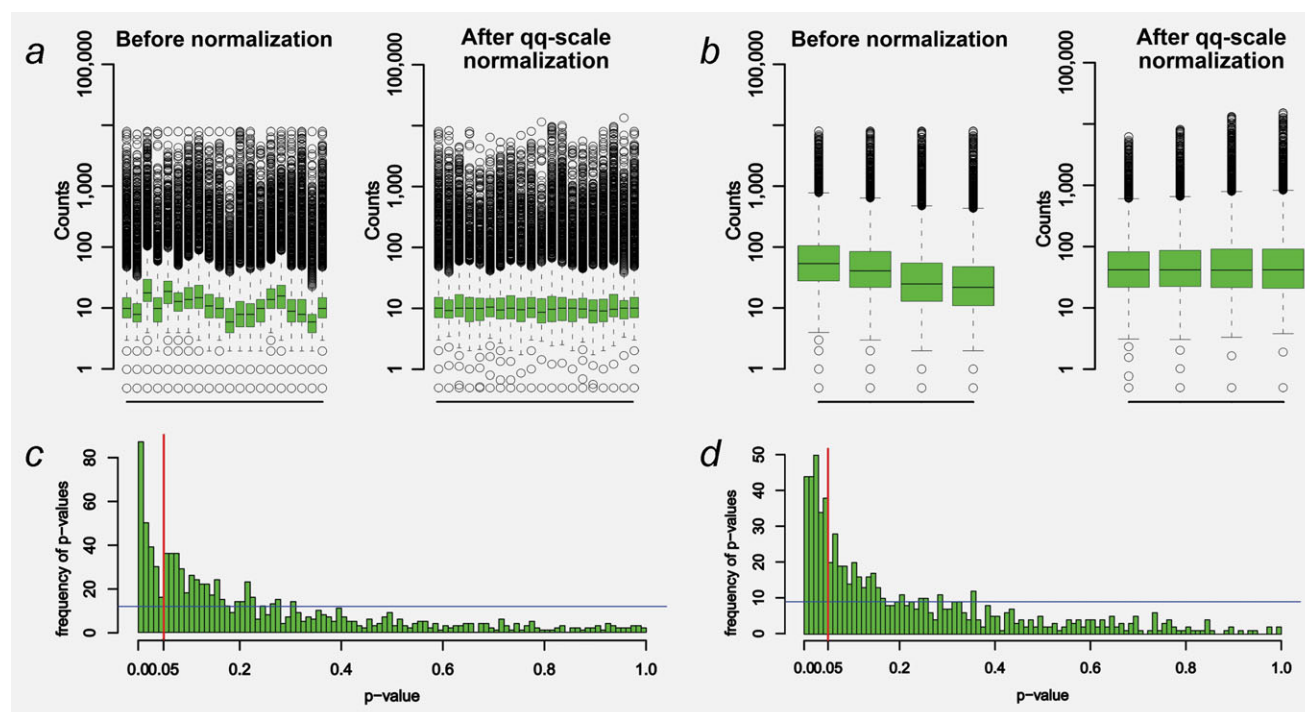 a
Before normalization
After qq-scale
normalization
Counts
100,000
1,000
100
10
1
Counts
100,000
1,000
100
10
1
b
Before normalization
After qq-scale
normalization
Counts
100,000
1,000
100
10
1
Counts
100,000
1,000
100
10
1
c
frequency of p-values
80
60
40
20
0
0.00 0.05 0.2 0.4 0.6 0.8 1.0
p-value
d
frequency of p-values
50
40
30
20
10
0
0.00 0.05 0.2 0.4 0.6 0.8 1.0
p-value